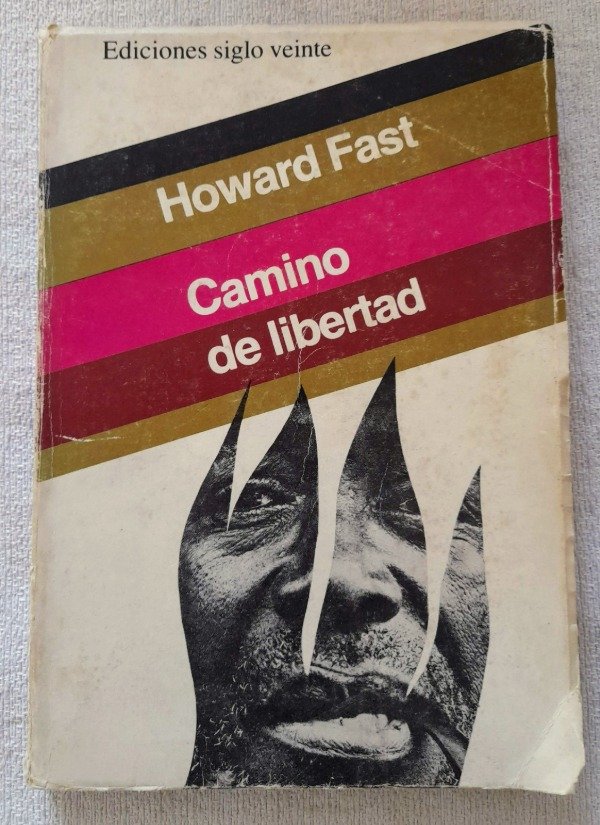 Ediciones siglo veinte
Howard Fast
Camino
de libertad